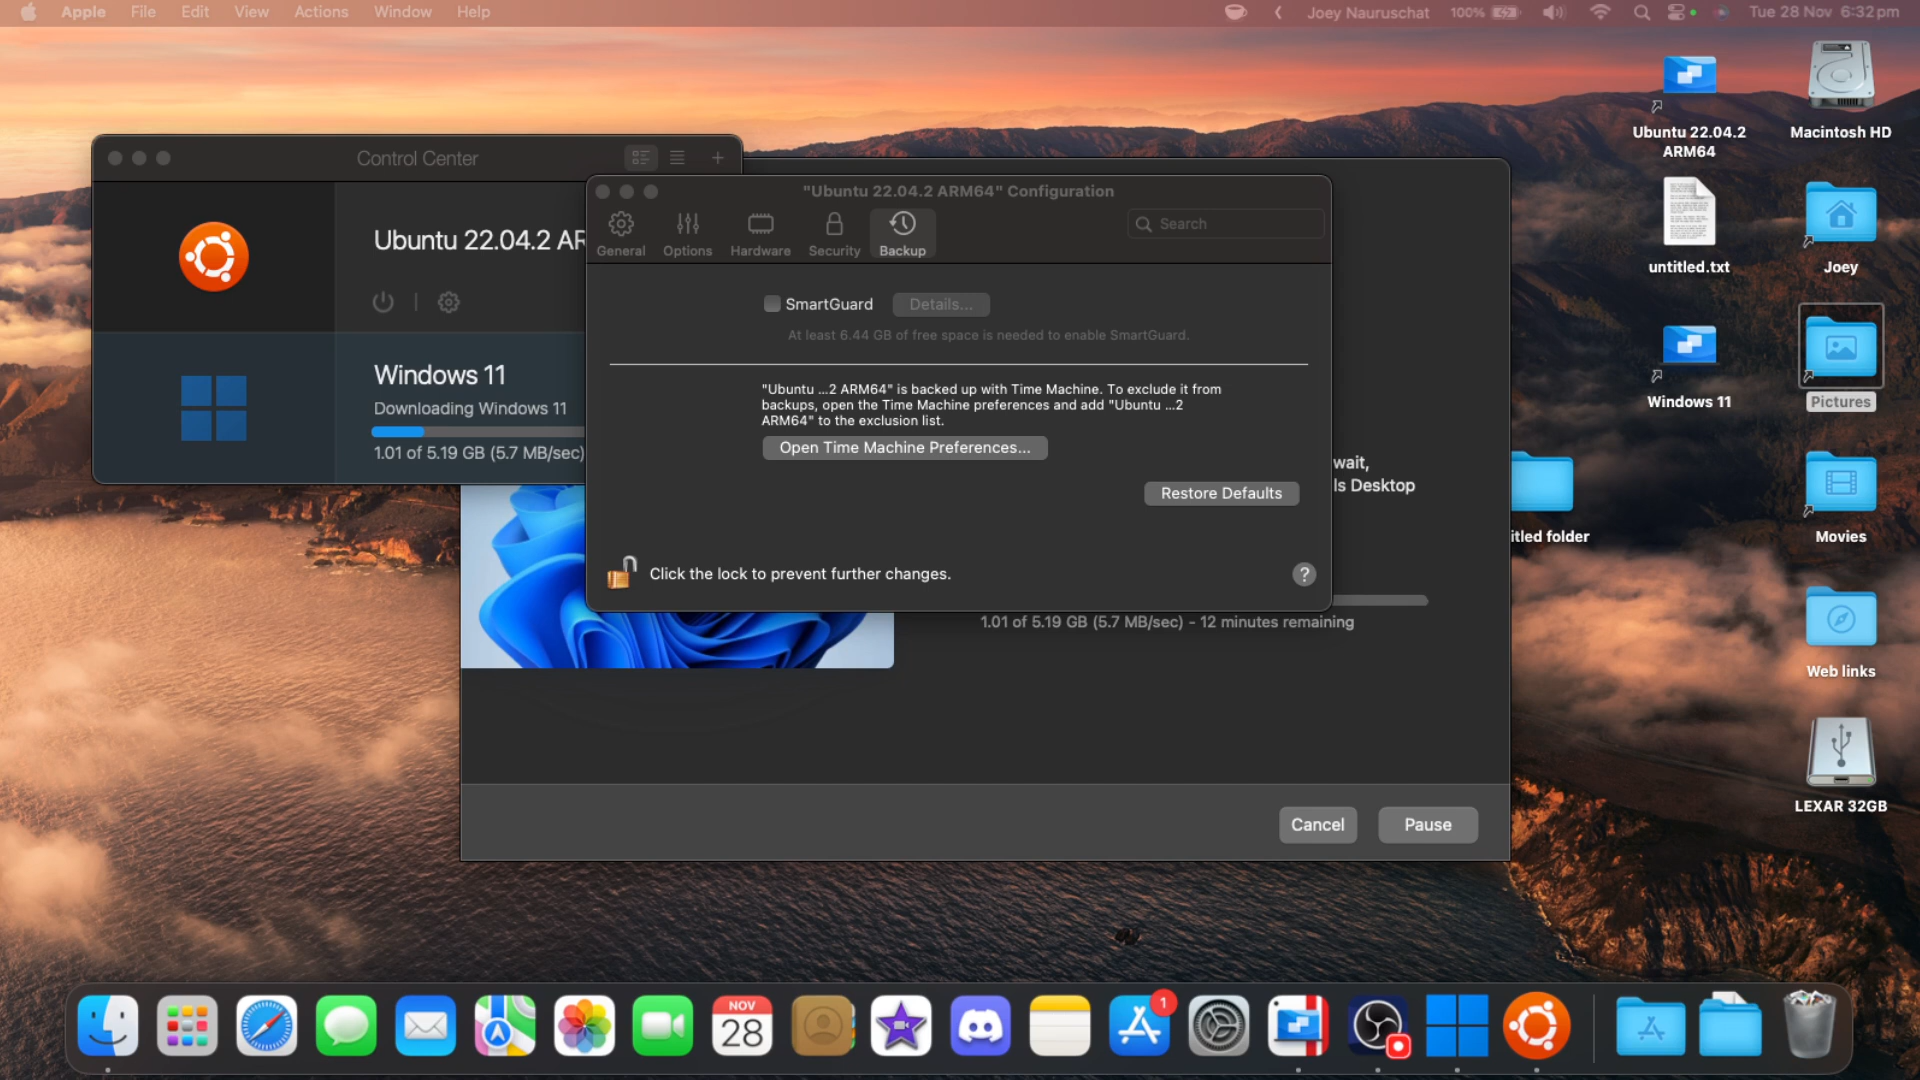 Apple File Edit View Actions Window Help
Joey Nauruschat 100% Tue 28 Nov 6:32 pm
Control Center
Ubuntu 22.04.2 AR
Windows 11
Downloading Windows 11
1.01 of 5.19 GB (5.7 MB/sec)
"Ubuntu 22.04.2 ARM64" Configuration
General Options Hardware Security Backup
Search
SmartGuard Details...
At least 6.44 GB of free space is needed to enable SmartGuard.
"Ubuntu ...2 ARM64" is backed up with Time Machine. To exclude it from
backups, open the Time Machine preferences and add "Ubuntu ...2
ARM64" to the exclusion list.
Open Time Machine Preferences...
Restore Defaults
Click the lock to prevent further changes.
?
wait,
ls Desktop
1.01 of 5.19 GB (5.7 MB/sec) - 12 minutes remaining
Cancel Pause
Ubuntu 22.04.2
ARM64
Macintosh HD
untitled.txt
Joey
Windows 11
Pictures
itled folder
Movies
Web links
LEXAR 32GB
NOV
28
1